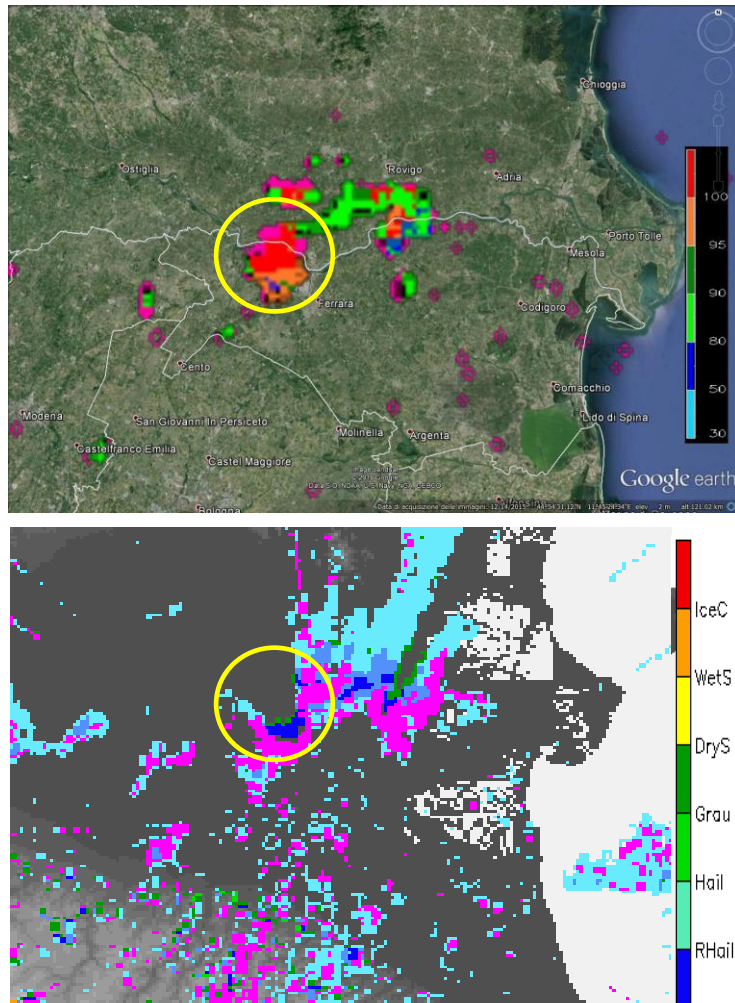 N
Chioggia
Ostiglia
Rovigo
Adria
100
95
90
80
50
30
Porto Tolle
Mesola
Ferrara
Codigoro
Cento
Comacchio
Modena
San Giovanni In Persiceto
Lido di Spina
Molinella
Argenta
Castelfranco Emilia
Castel Maggiore
Google earth
Bologna
IceC
WetS
DryS
Grau
Hail
RHail